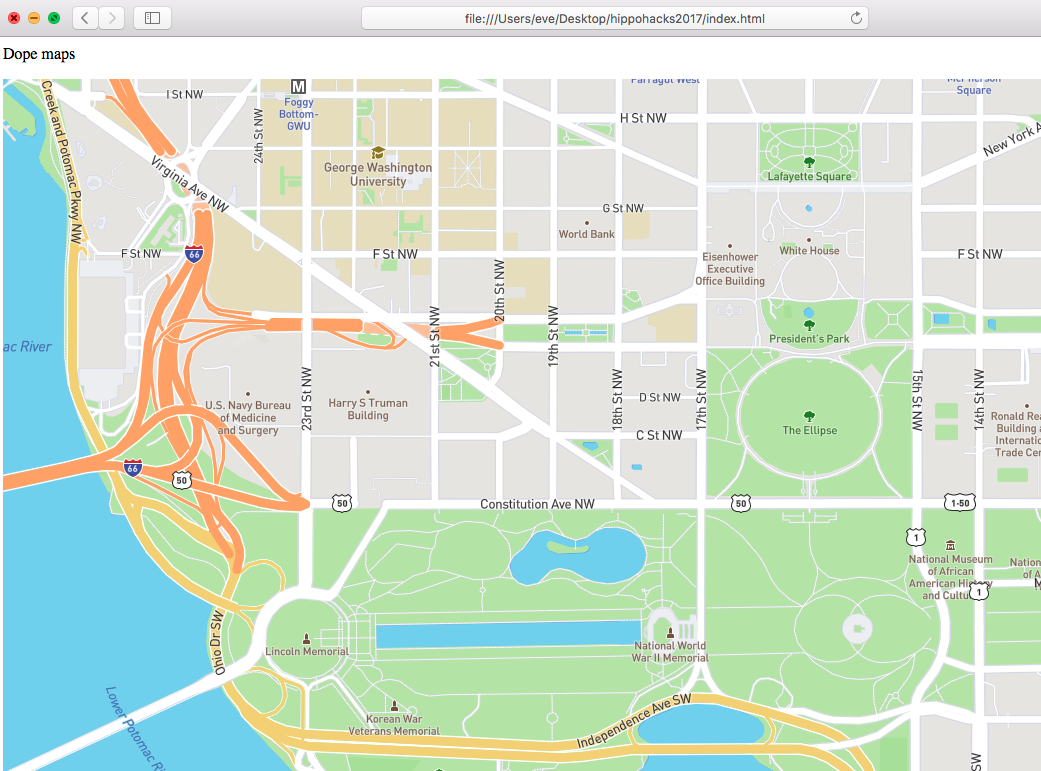 file:///Users/eve/Desktop/hippohacks2017/index.html
Dope maps
Creek and Potomac Pkwy NW
I St NW
24th St NW
M
Foggy
Bottom-
GWU
Farragut West
McPherson
Square
H St NW
New York A
Virginia Ave NW
George Washington
University
Lafayette Square
G St NW
World Bank
F St NW
66
F St NW
Eisenhower
Executive
Office Building
White House
F St NW
20th St NW
21st St NW
19th St NW
President's Park
ac River
U.S. Navy Bureau
of Medicine
and Surgery
23rd St NW
Harry S Truman
Building
18th St NW
D St NW
17th St NW
15th St NW
14th St NW
C St NW
The Ellipse
Ronald Rea
Building a
Internatio
Trade Cen
66
50
50
Constitution Ave NW
50
1-50
1
National Museum
of African
American History
and Cultu
Nation
of A
M
1
Ohio Dr SW
Lincoln Memorial
National World
War II Memorial
Lower Potomac Ri
Korean War
Veterans Memorial
Independence Ave SW
SW